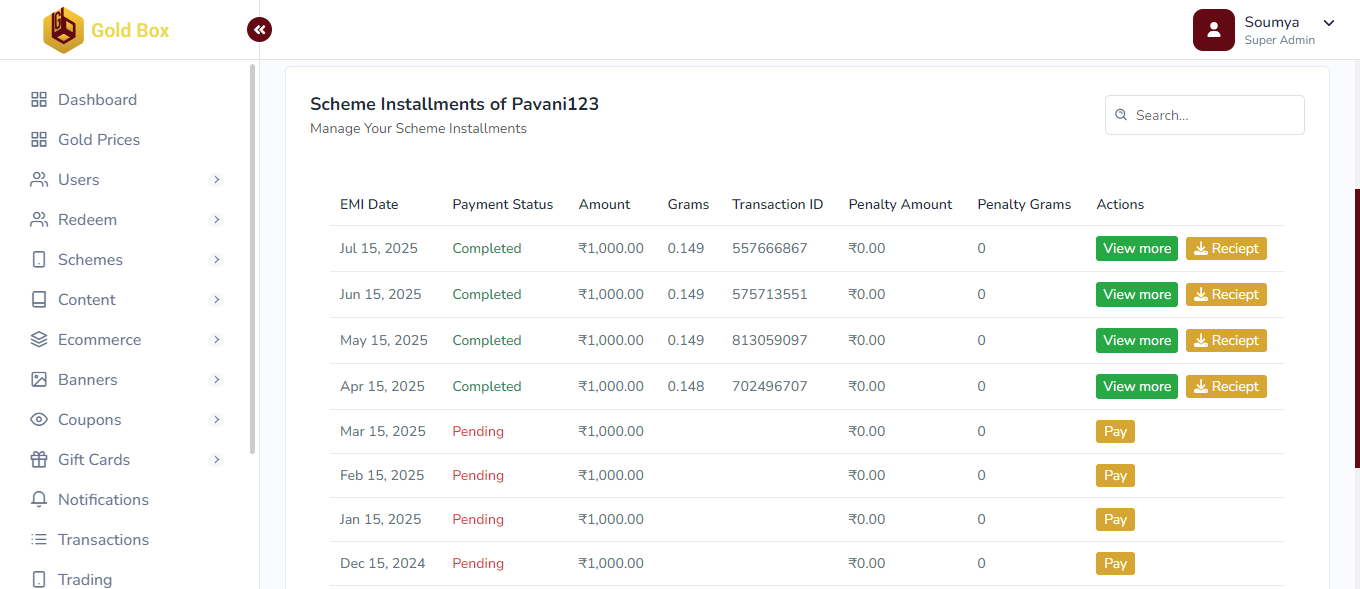 Gold Box
Soumya
Super Admin
Dashboard
Gold Prices
Users
Redeem
Schemes
Content
Ecommerce
Banners
Coupons
Gift Cards
Notifications
Transactions
Trading
Scheme Installments of Pavani123
Manage Your Scheme Installments
Search...
EMI Date Payment Status Amount Grams Transaction ID Penalty Amount Penalty Grams Actions
Jul 15, 2025 Completed ₹1,000.00 0.149 557666867 ₹0.00 0 View more Reciept
Jun 15, 2025 Completed ₹1,000.00 0.149 575713551 ₹0.00 0 View more Reciept
May 15, 2025 Completed ₹1,000.00 0.149 813059097 ₹0.00 0 View more Reciept
Apr 15, 2025 Completed ₹1,000.00 0.148 702496707 ₹0.00 0 View more Reciept
Mar 15, 2025 Pending ₹1,000.00 ₹0.00 0 Pay
Feb 15, 2025 Pending ₹1,000.00 ₹0.00 0 Pay
Jan 15, 2025 Pending ₹1,000.00 ₹0.00 0 Pay
Dec 15, 2024 Pending ₹1,000.00 ₹0.00 0 Pay